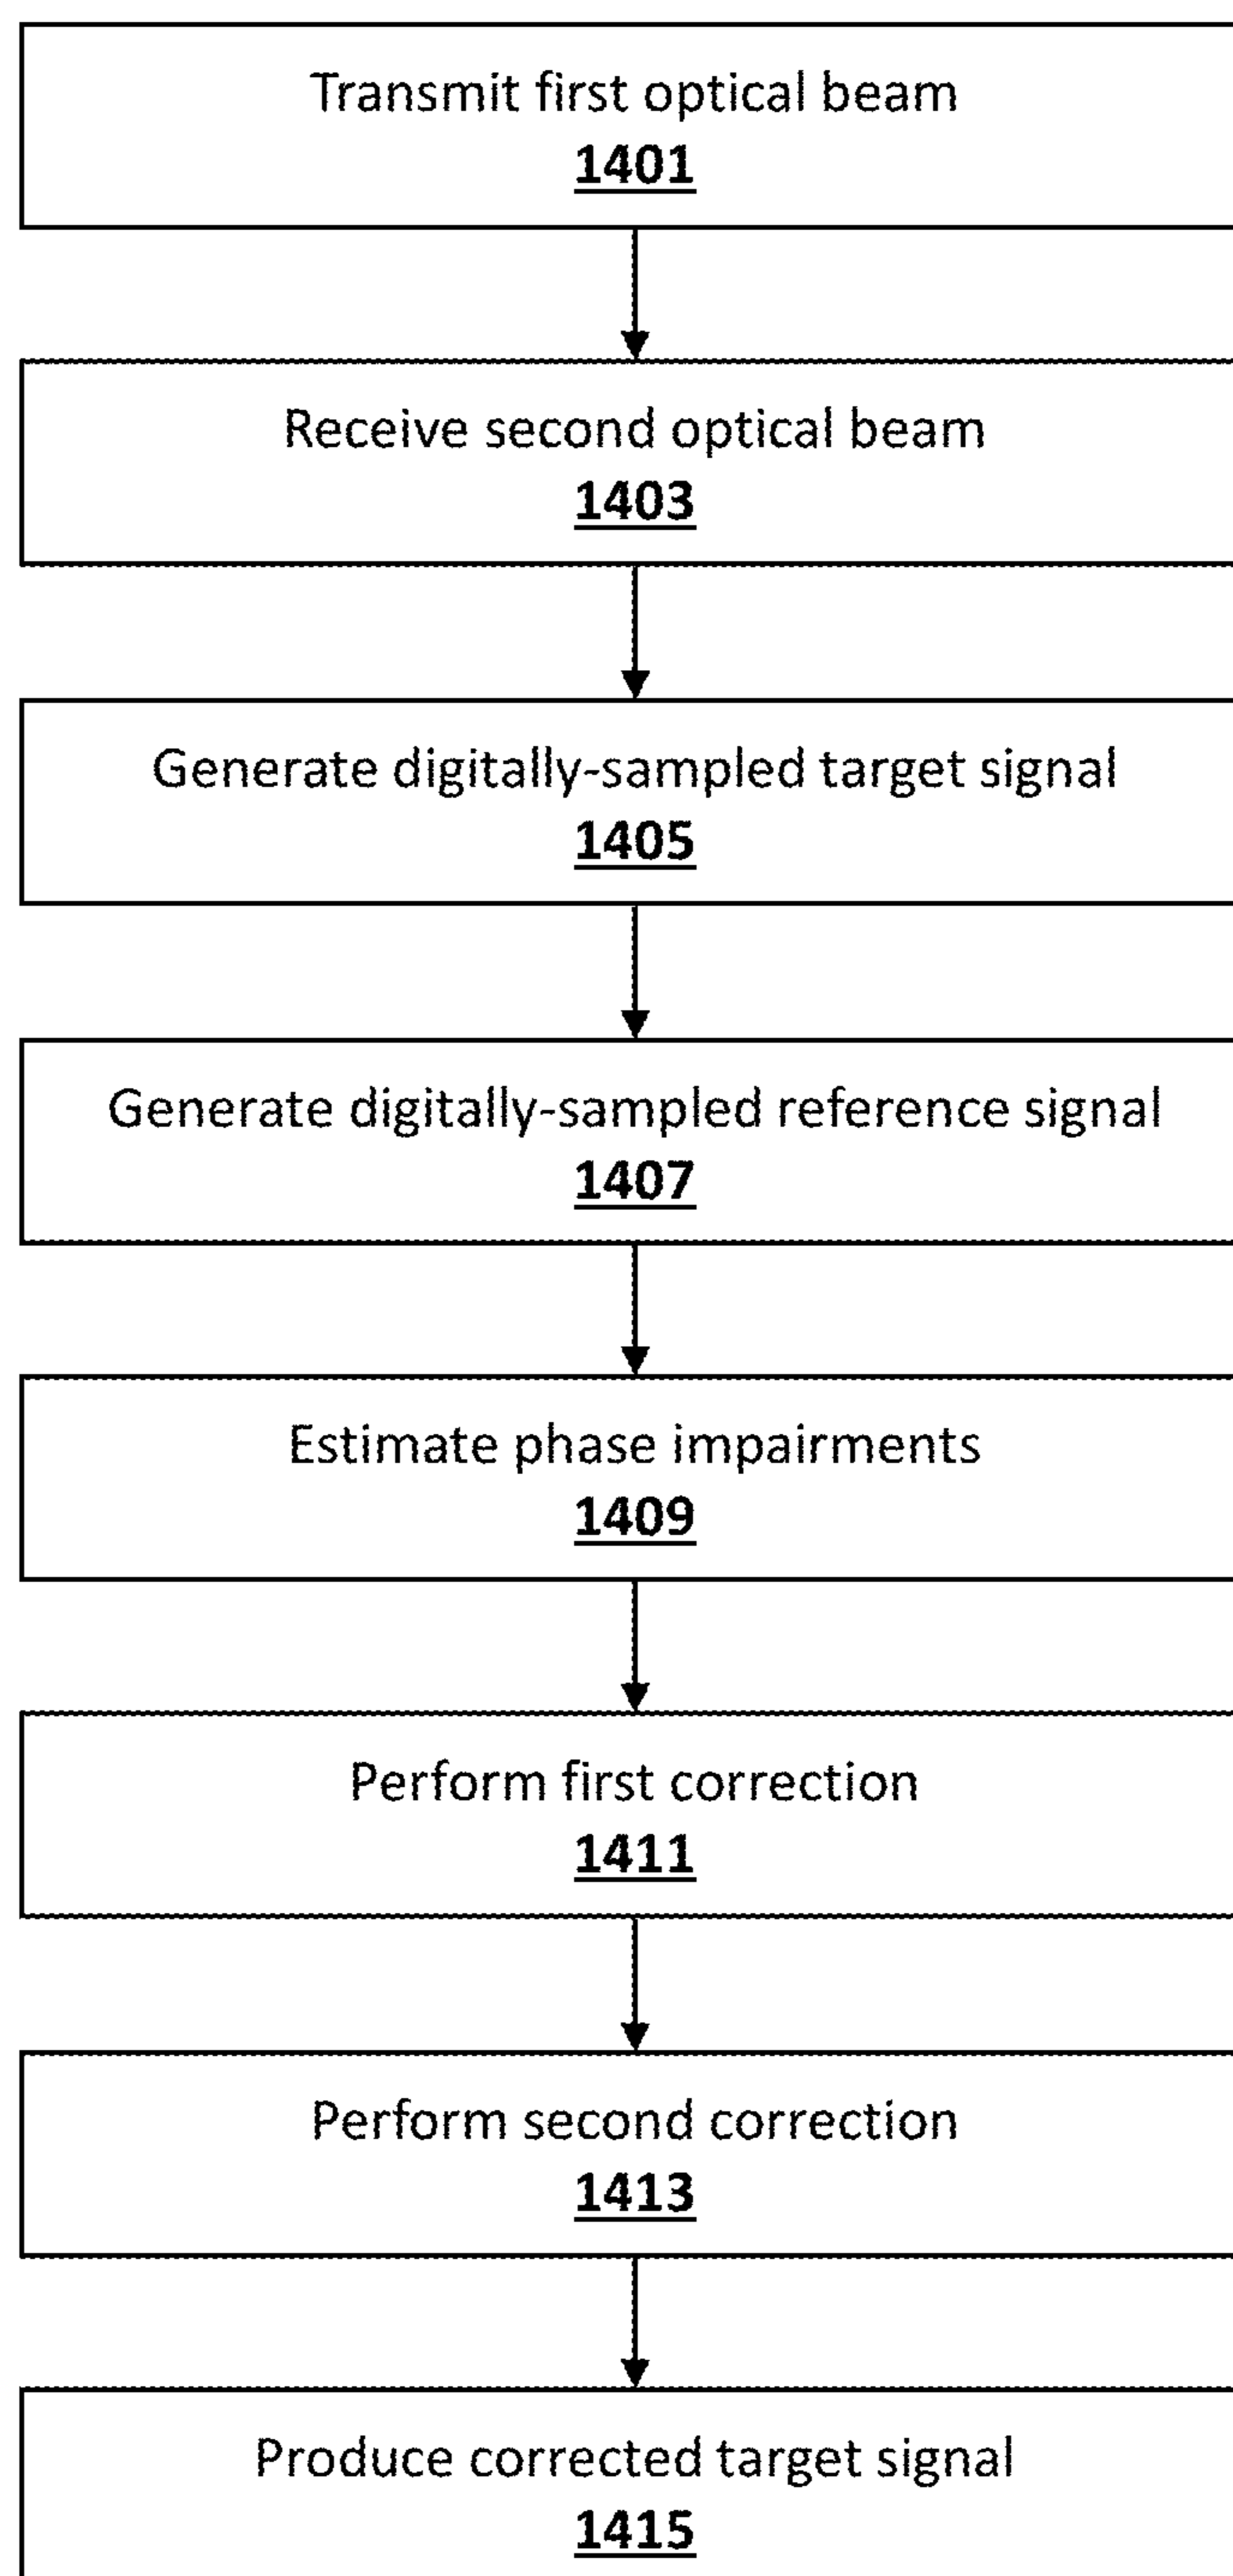 Transmit first optical beam
1401
Receive second optical beam
1403
Generate digitally-sampled target signal
1405
Generate digitally-sampled reference signal
1407
Estimate phase impairments
1409
Perform first correction
1411
Perform second correction
1413
Produce corrected target signal
1415